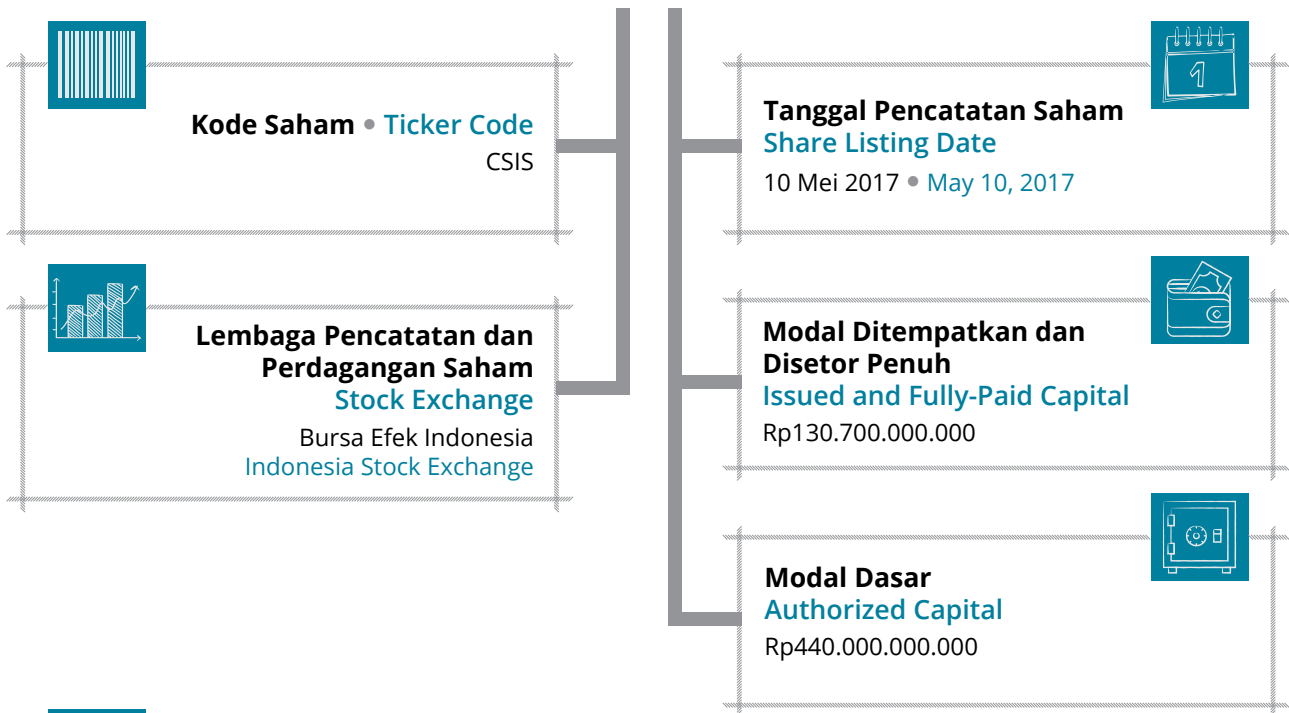 Kode Saham • Ticker Code
CSIS
Lembaga Pencatatan dan
Perdagangan Saham
Stock Exchange
Bursa Efek Indonesia
Indonesia Stock Exchange
1
Tanggal Pencatatan Saham
Share Listing Date
10 Mei 2017 • May 10, 2017
Modal Ditempatkan dan
Disetor Penuh
Issued and Fully-Paid Capital
Rp130.700.000.000
Modal Dasar
Authorized Capital
Rp440.000.000.000